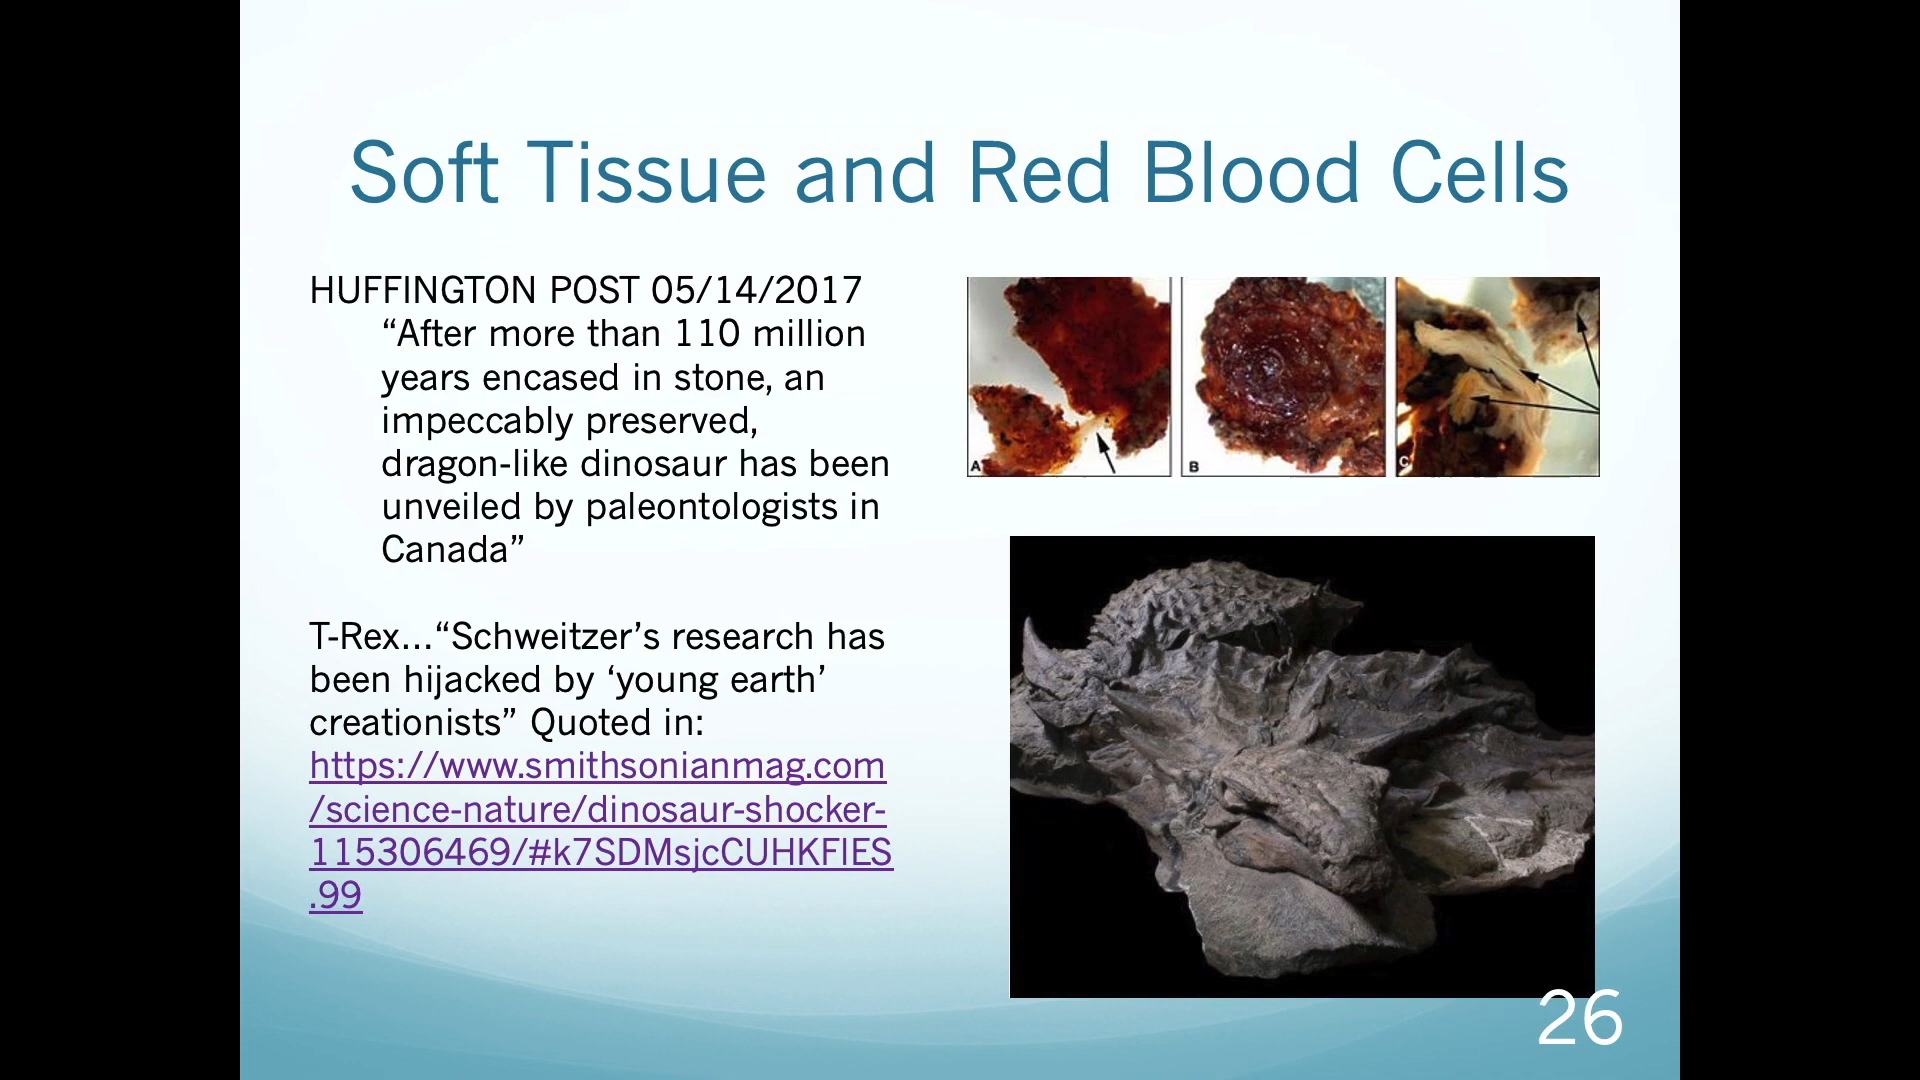 Soft Tissue and Red Blood Cells
HUFFINGTON POST 05/14/2017
“After more than 110 million
years encased in stone, an
impeccably preserved,
dragon-like dinosaur has been
unveiled by paleontologists in
Canada”
T-Rex...“Schweitzer’s research has
been hijacked by ‘young earth’
creationists” Quoted in:
https://www.smithsonianmag.com
/science-nature/dinosaur-shocker-
115306469/#k7SDMsjcCUHKFIES
.99
A
B
C
26